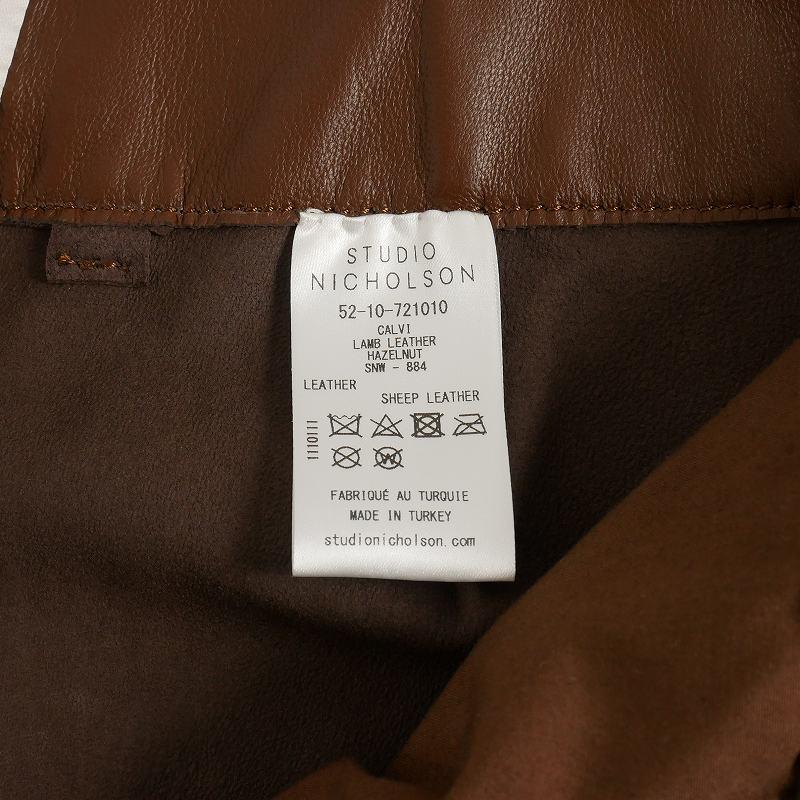 STUDIO
NICHOLSON
52-10-721010
CALVI
LAMB LEATHER
HAZELNUT
SNW - 884
LEATHER
SHEEP LEATHER
1110111
W
FABRIQUÉ AU TURQUIE
MADE IN TURKEY
studionicholson.com